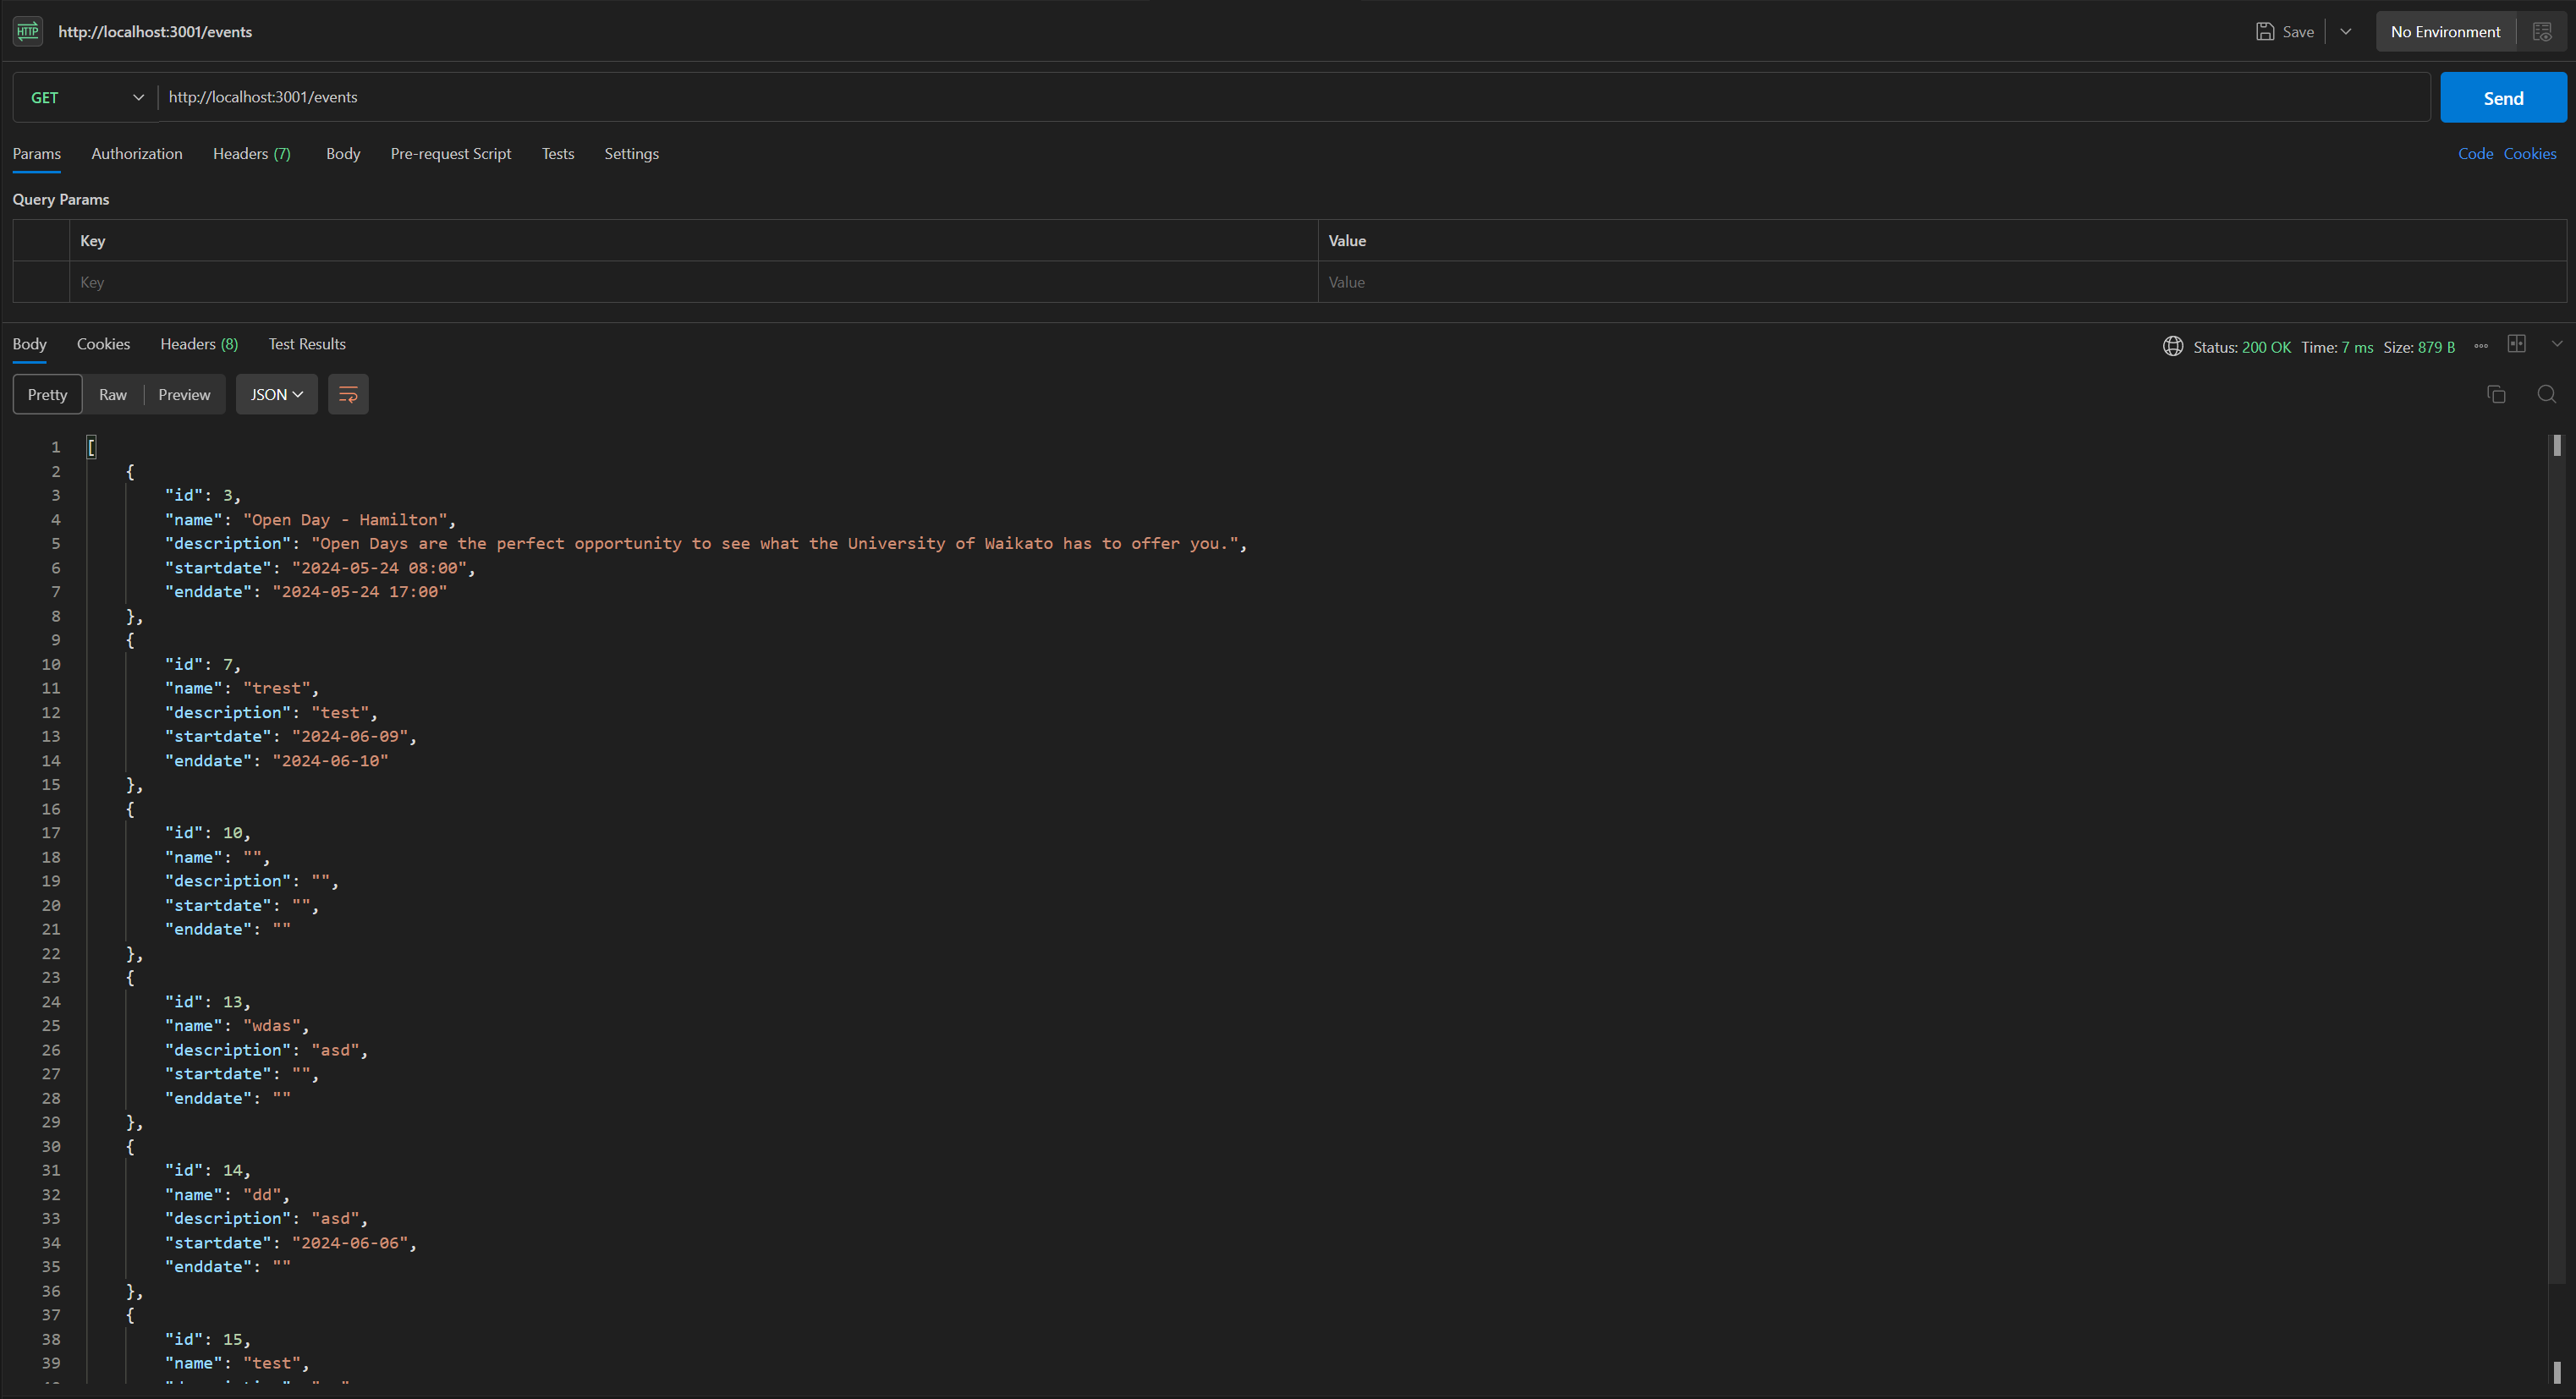 HTTP http://localhost:3001/events Save No Environment
GET http://localhost:3001/events Send
Params Authorization Headers (7) Body Pre-request Script Tests Settings Code Cookies
Query Params
Key Value
Key Value
Body Cookies Headers (8) Test Results Status: 200 OK Time: 7 ms Size: 879 B
Pretty Raw Preview JSON
1 [
2 {
3 "id": 3,
4 "name": "Open Day - Hamilton",
5 "description": "Open Days are the perfect opportunity to see what the University of Waikato has to offer you.",
6 "startdate": "2024-05-24 08:00",
7 "enddate": "2024-05-24 17:00"
8 },
9 {
10 "id": 7,
11 "name": "trest",
12 "description": "test",
13 "startdate": "2024-06-09",
14 "enddate": "2024-06-10"
15 },
16 {
17 "id": 10,
18 "name": "",
19 "description": "",
20 "startdate": "",
21 "enddate": ""
22 },
23 {
24 "id": 13,
25 "name": "wdas",
26 "description": "asd",
27 "startdate": "",
28 "enddate": ""
29 },
30 {
31 "id": 14,
32 "name": "dd",
33 "description": "asd",
34 "startdate": "2024-06-06",
35 "enddate": ""
36 },
37 {
38 "id": 15,
39 "name": "test",